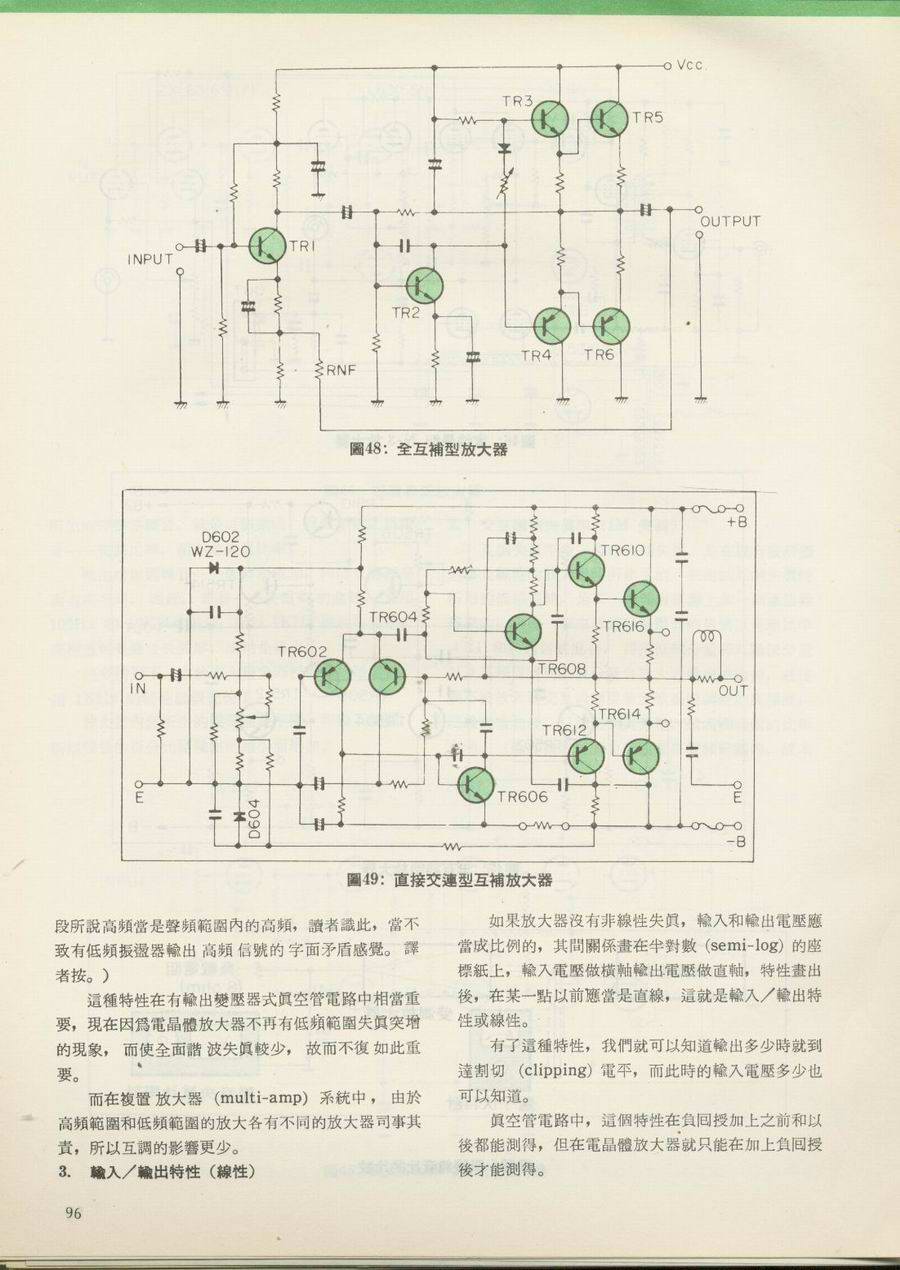 Vcc.
TR3
TR5
OUTPUT
INPUT
TR1
TR2
TR4
TR6
RNF
圖48: 全互補型放大器
D602
WZ-120
TR610
+B
TR604
TR616
TR602
TR608
IN
OUT
TR614
TR612
TR606
E
D604
E
-B
圖49: 直接交連型互補放大器
段所說高頻當是聲頻範圍內的高頻，讀者識此，當不
致有低頻振盪器輸出高頻信號的字面矛盾感覺。譯
者按。）
這種特性在有輸出變壓器式眞空管電路中相當重
要，現在因爲電晶體放大器不再有低頻範圍失眞突增
的現象，而使全面諧波失眞較少，故而不復如此重
要。
而在複置放大器 (multi-amp) 系統中，由於
高頻範圍和低頻範圍的放大各有不同的放大器司事其
責，所以互調的影響更少。
3. 輸入／輸出特性（線性）
如果放大器沒有非線性失眞，輸入和輸出電壓應
當成比例的，其間關係畫在半對數 (semi-log) 的座
標紙上，輸入電壓做橫軸輸出電壓做直軸，特性畫出
後，在某一點以前應當是直線，這就是輸入／輸出特
性或線性。
有了這種特性，我們就可以知道輸出多少時就到
達割切 (clipping) 電平，而此時的輸入電壓多少也
可以知道。
眞空管電路中，這個特性在負回授加上之前和以
後都能測得，但在電晶體放大器就只能在加上負回授
後才能測得。
96